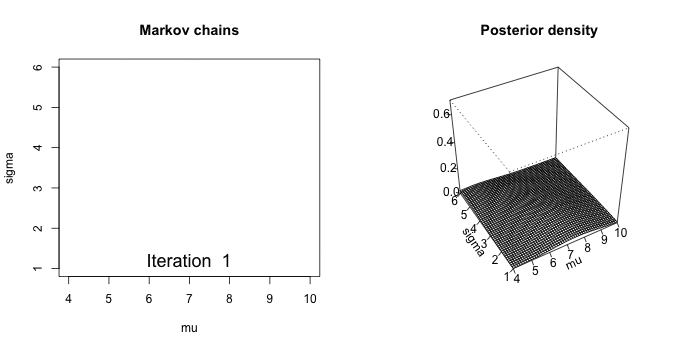 Markov chains
6
5
4
3
2
1
sigma
Iteration 1
4 5 6 7 8 9 10
mu
Posterior density
0.6
0.4
0.2
0.0
6
5
4
3
2
1
sigma
4 5 6 7 8 9 10
mu